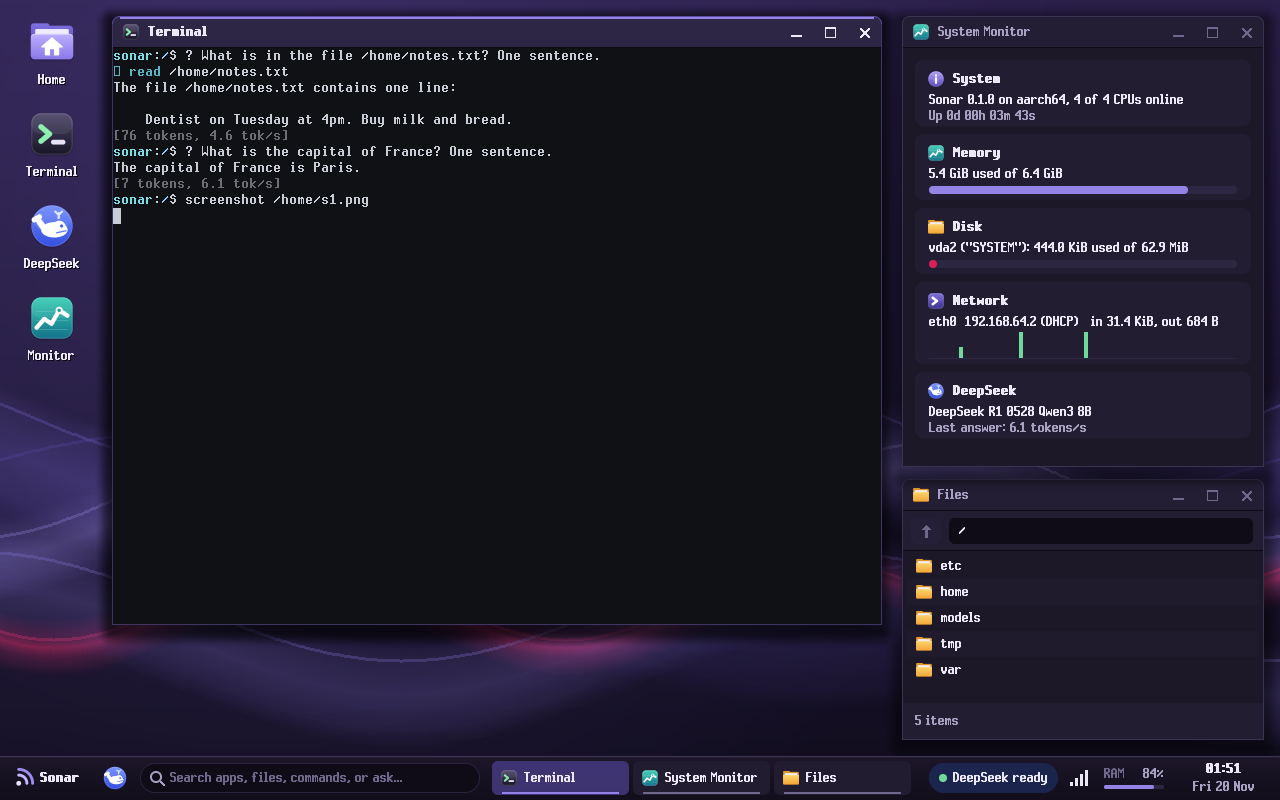 Home
Terminal
DeepSeek
Monitor
Terminal
sonar:/$ ? What is in the file /home/notes.txt? One sentence.
read /home/notes.txt
The file /home/notes.txt contains one line:
Dentist on Tuesday at 4pm. Buy milk and bread.
[76 tokens, 4.6 tok/s]
sonar:/$ ? What is the capital of France? One sentence.
The capital of France is Paris.
[7 tokens, 6.1 tok/s]
sonar:/$ screenshot /home/s1.png
System Monitor
System
Sonar 0.1.0 on aarch64, 4 of 4 CPUs online
Up 0d 00h 03m 43s
Memory
5.4 GiB used of 6.4 GiB
Disk
vda2 ("SYSTEM"): 444.0 KiB used of 62.9 MiB
Network
eth0 192.168.64.2 (DHCP) in 31.4 KiB, out 684 B
DeepSeek
DeepSeek R1 0528 Qwen3 8B
Last answer: 6.1 tokens/s
Files
/
etc
home
models
tmp
var
5 items
Sonar
Search apps, files, commands, or ask...
Terminal
System Monitor
Files
DeepSeek ready
RAM 84%
01:51
Fri 20 Nov